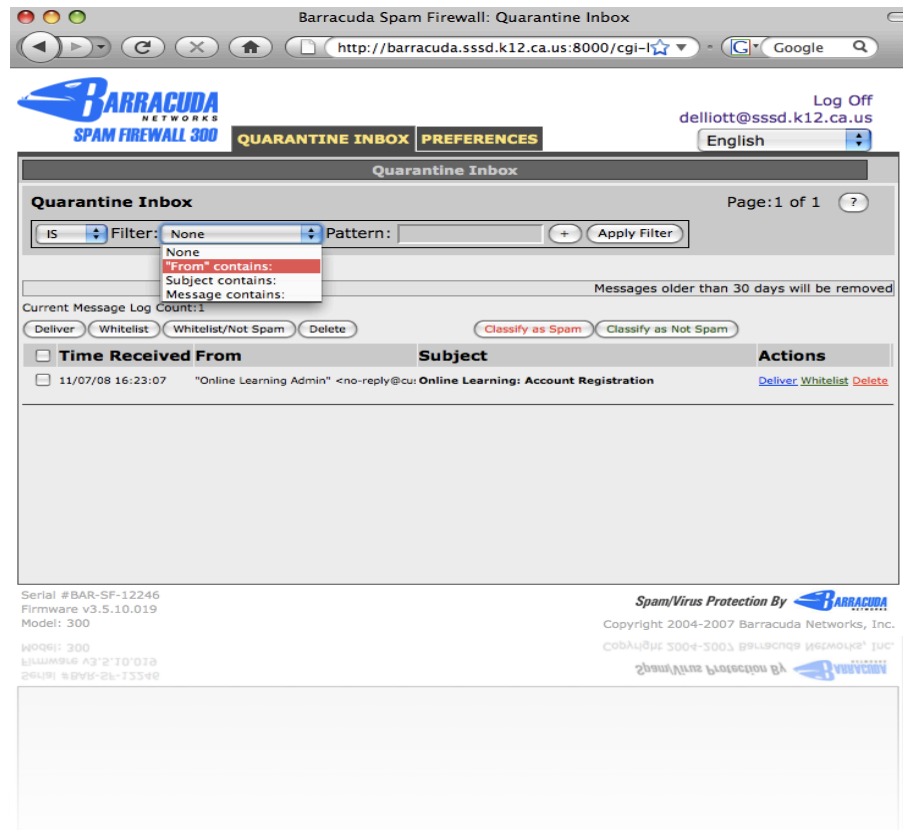 Barracuda Spam Firewall: Quarantine Inbox
http://barracuda.sssd.k12.ca.us:8000/cgi-
Google
BARRACUDA
NETWORKS
SPAM FIREWALL 300
QUARANTINE INBOX
PREFERENCES
Log Off
delliott@sssd.k12.ca.us
English
Quarantine Inbox
Quarantine Inbox
Page:1 of 1
?
IS
Filter:
None
Pattern:
+
Apply Filter
None
"From" contains:
Subject contains:
Message contains:
Messages older than 30 days will be removed
Current Message Log Count:1
Deliver
Whitelist
Whitelist/Not Spam
Delete
Classify as Spam
Classify as Not Spam
Time Received From Subject Actions
11/07/08 16:23:07 "Online Learning Admin" <no-reply@cu: Online Learning: Account Registration Deliver Whitelist Delete
Serial #BAR-SF-12246
Firmware v3.5.10.019
Model: 300
Spam/Virus Protection By BARRACUDA
NETWORKS
Copyright 2004-2007 Barracuda Networks, Inc.